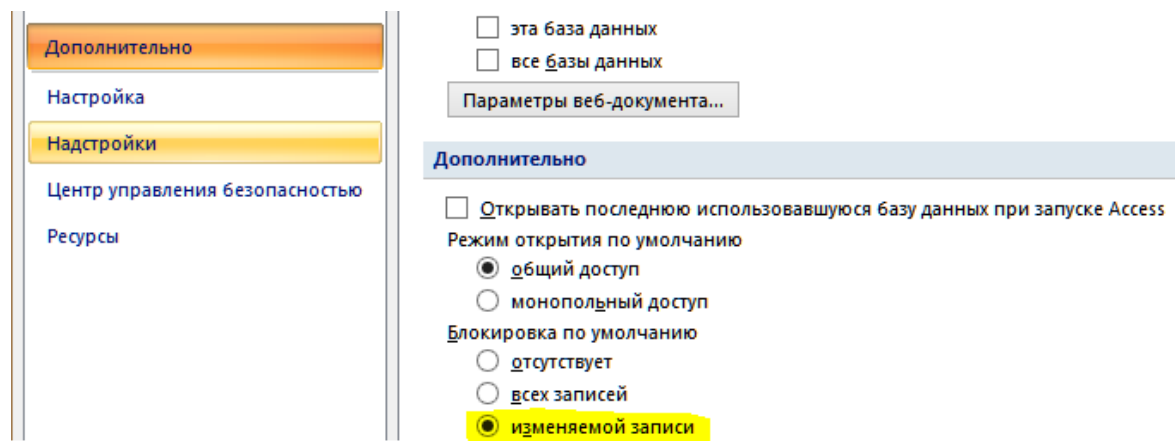 Дополнительно
Настройка
Надстройки
Центр управления безопасностью
Ресурсы
эта база данных
все базы данных
Параметры веб-документа...
Дополнительно
Открывать последнюю использовавшуюся базу данных при запуске Access
Режим открытия по умолчанию
общий доступ
монопольный доступ
Блокировка по умолчанию
отсутствует
всех записей
изменяемой записи